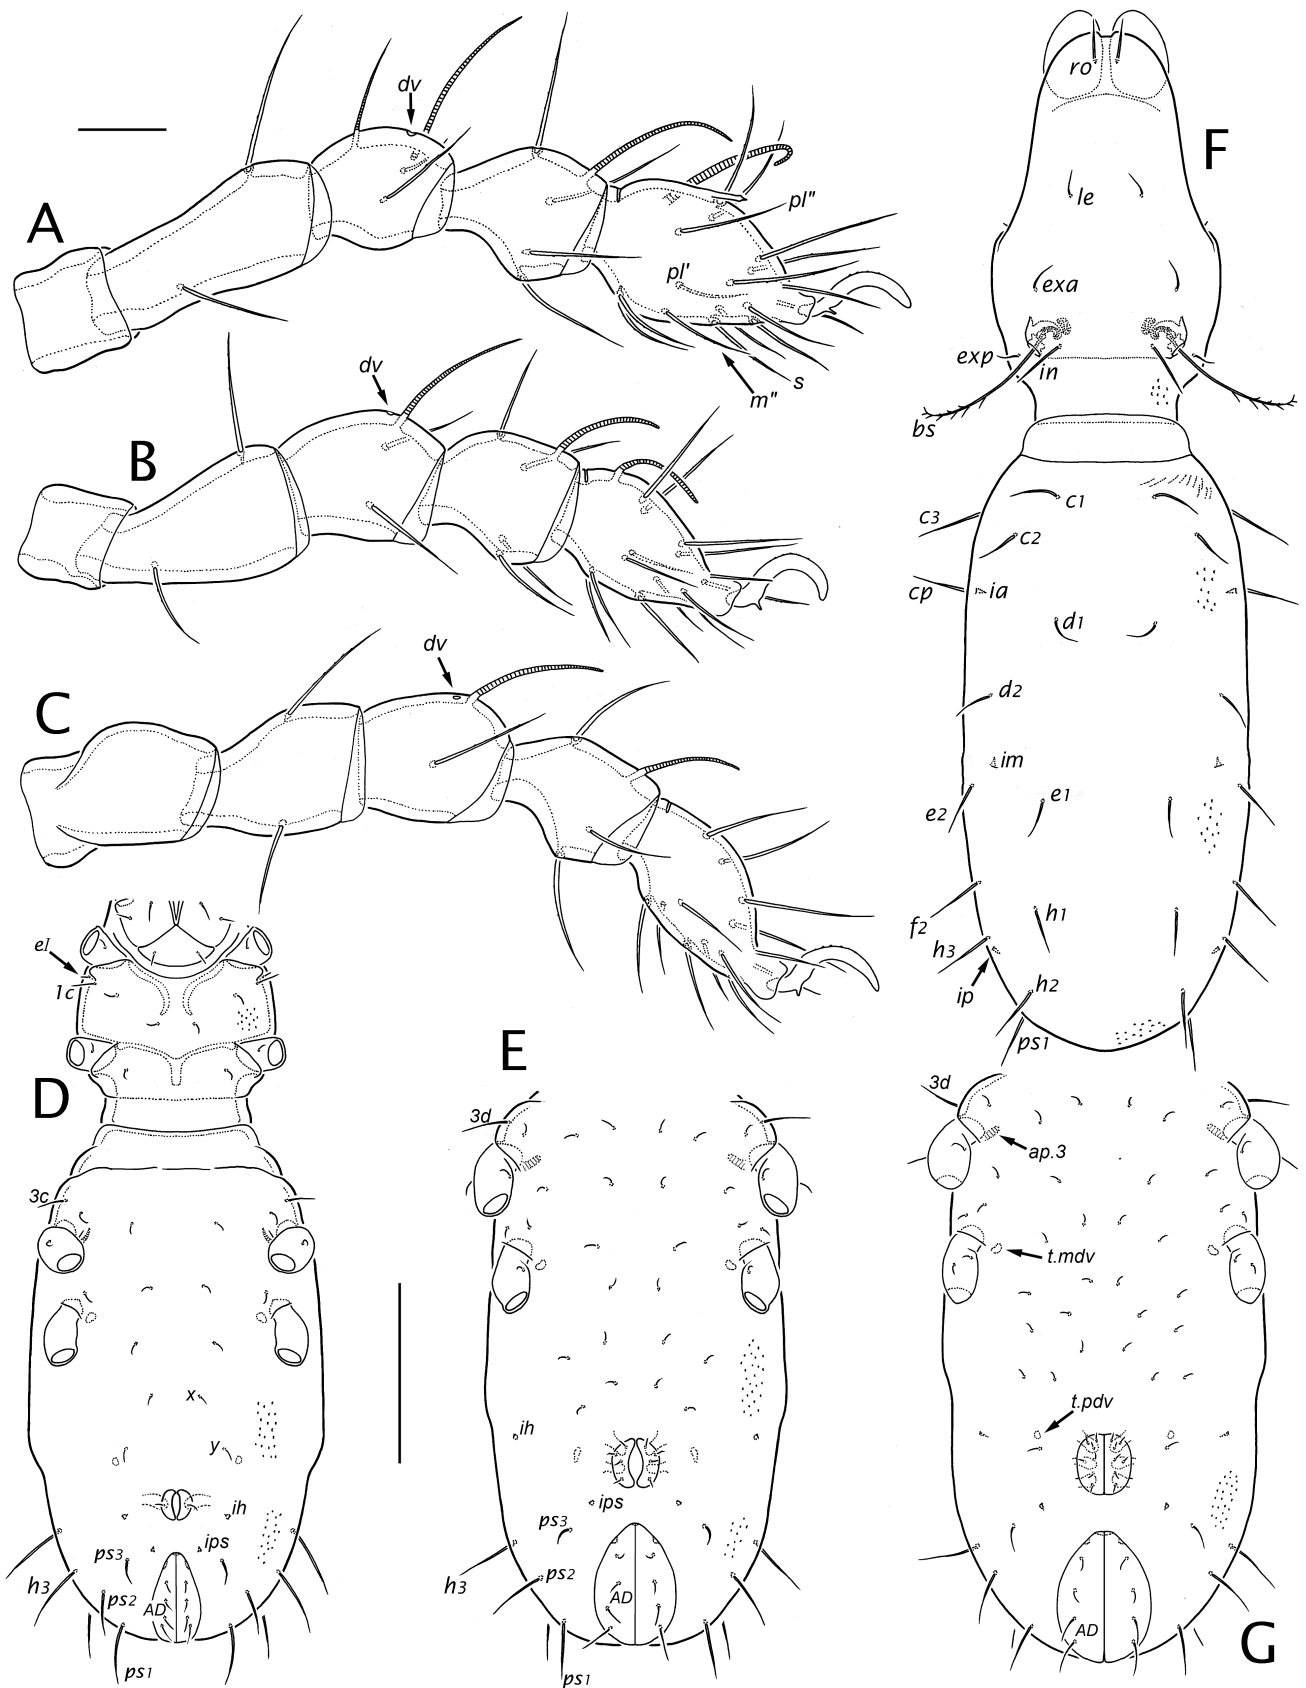 A
dv
pl"
pl'
s
m"
B
dv
C
dv
D
e1
1c
3c
x
y
ih
ips
ps3
h3
ps2
AD
ps1
E
3d
ih
ips
ps3
h3
ps2
AD
ps1
F
ro
le
exa
exp
in
bs
c1
c3
c2
cp
ia
d1
d2
im
e1
e2
h1
f2
h3
ip
h2
ps1
3d
ap.3
t.mdv
t.pdv
AD
G